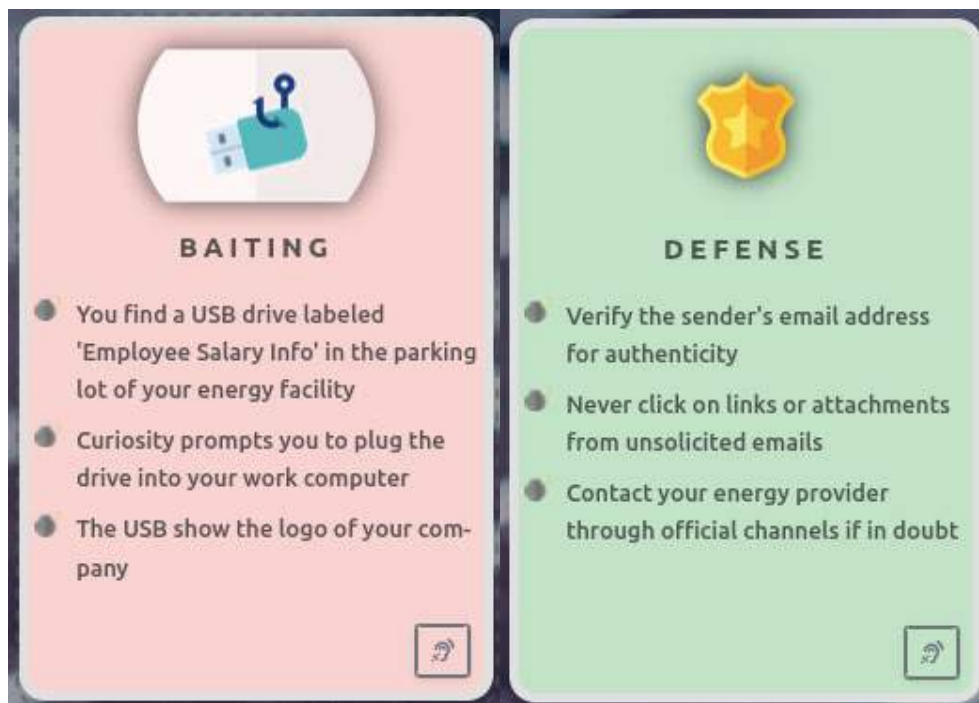 BAITING
You find a USB drive labeled
'Employee Salary Info' in the parking
lot of your energy facility
Curiosity prompts you to plug the
drive into your work computer
The USB show the logo of your com-
pany
DEFENSE
Verify the sender's email address
for authenticity
Never click on links or attachments
from unsolicited emails
Contact your energy provider
through official channels if in doubt